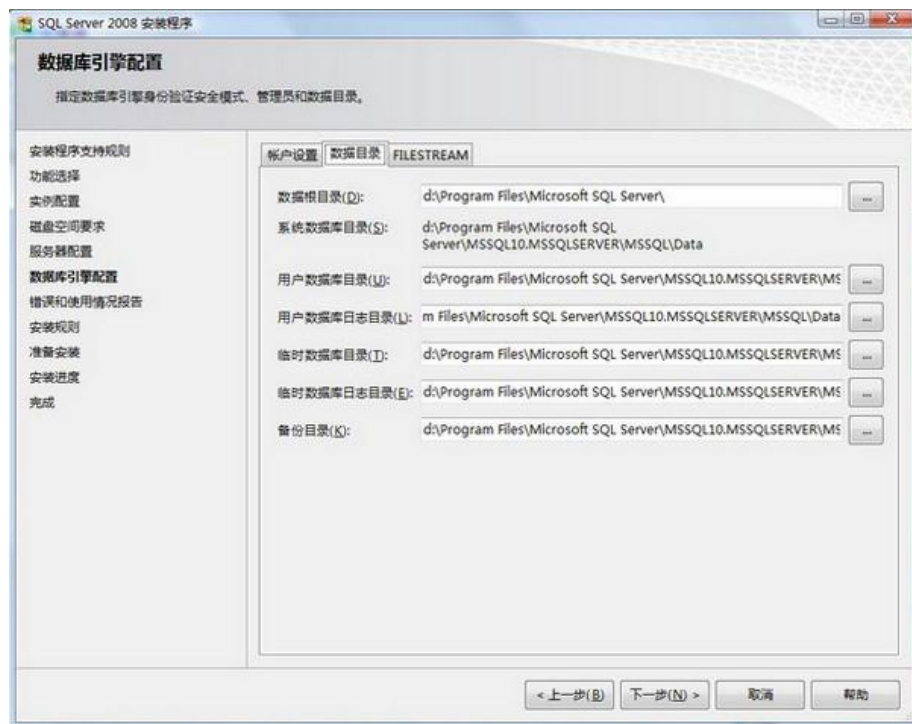 SQL Server 2008 安装程序
数据库引擎配置
指定数据库引擎身份验证安全模式、管理员和数据目录。
安装程序支持规则
功能选择
实例配置
磁盘空间要求
服务器配置
数据库引擎配置
错误和使用情况报告
安装规则
准备安装
安装进度
完成
帐户设置 数据目录 FILESTREAM
数据根目录(D): d:\Program Files\Microsoft SQL Server\ ...
系统数据库目录(S): d:\Program Files\Microsoft SQL
Server\MSSQL10.MSSQLSERVER\MSSQL\Data
用户数据库目录(U): d:\Program Files\Microsoft SQL Server\MSSQL10.MSSQLSERVER\MS ...
用户数据库日志目录(L): m Files\Microsoft SQL Server\MSSQL10.MSSQLSERVER\MSSQL\Data ...
临时数据库目录(T): d:\Program Files\Microsoft SQL Server\MSSQL10.MSSQLSERVER\MS ...
临时数据库日志目录(E): d:\Program Files\Microsoft SQL Server\MSSQL10.MSSQLSERVER\MS ...
备份目录(K): d:\Program Files\Microsoft SQL Server\MSSQL10.MSSQLSERVER\MS ...
< 上一步(B) 下一步(N) > 取消 帮助